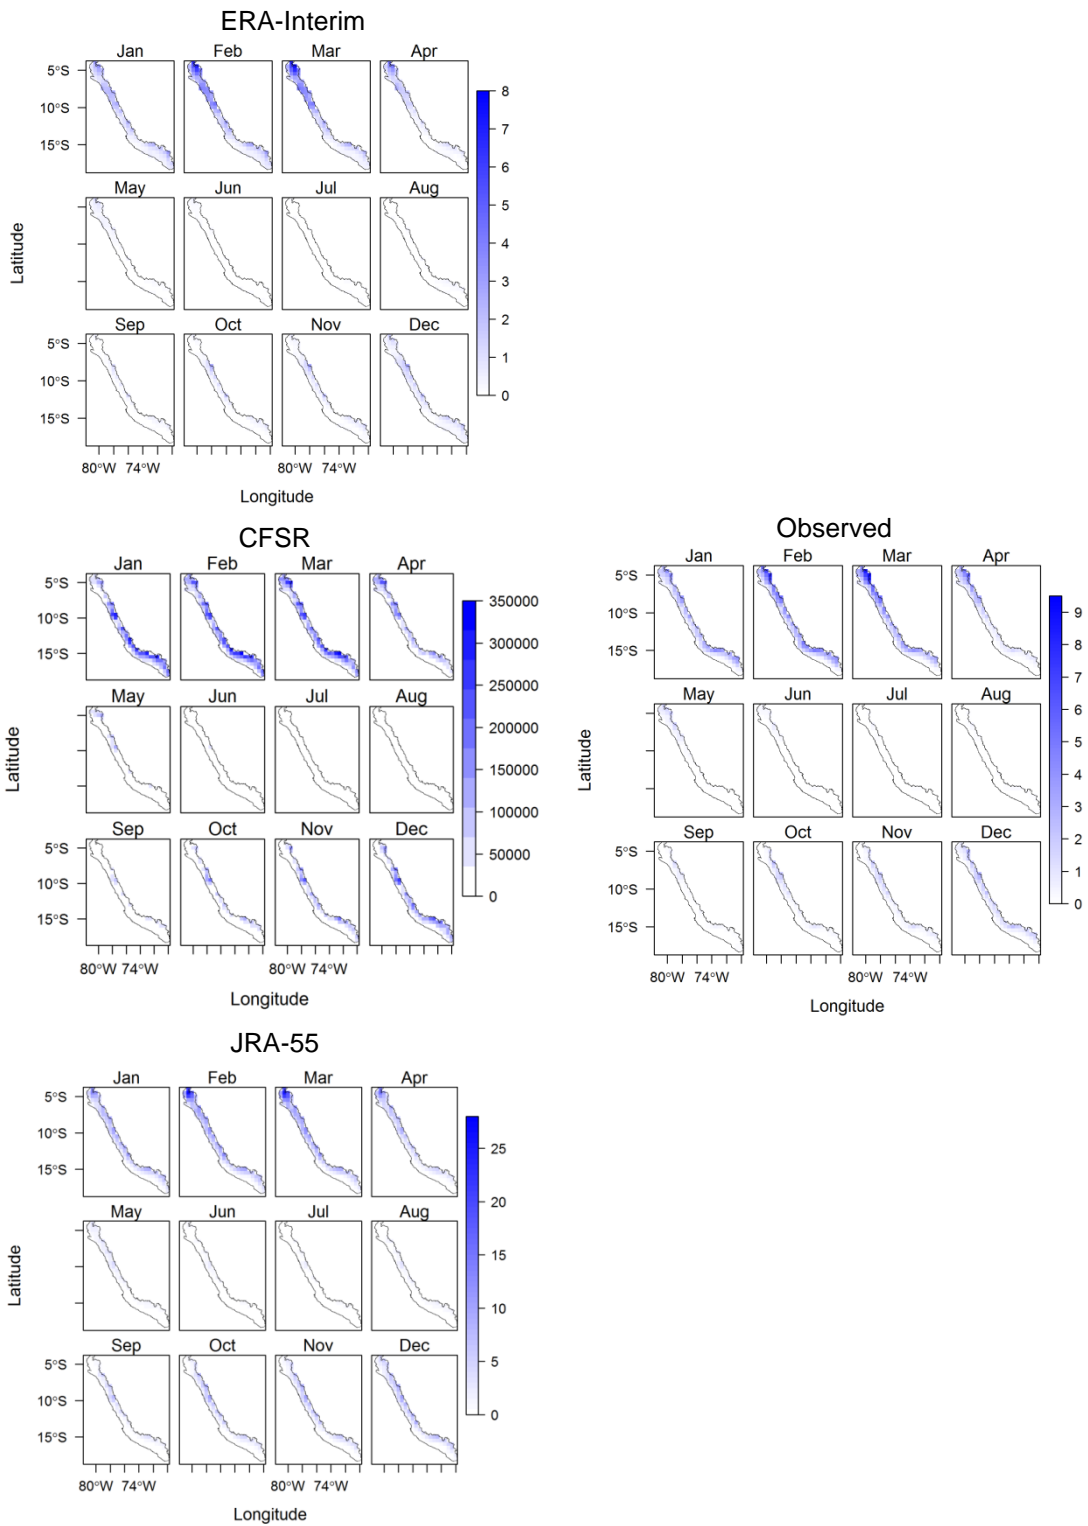 ERA-Interim
Jan Feb Mar Apr
5°S
10°S
15°S
May Jun Jul Aug
Sep Oct Nov Dec
5°S
10°S
15°S
80°W 74°W 80°W 74°W
Longitude
Latitude
8
7
6
5
4
3
2
1
0
CFSR
Jan Feb Mar Apr
5°S
10°S
15°S
May Jun Jul Aug
Sep Oct Nov Dec
5°S
10°S
15°S
80°W 74°W 80°W 74°W
Longitude
Latitude
350000
300000
250000
200000
150000
100000
50000
0
Observed
Jan Feb Mar Apr
5°S
10°S
15°S
May Jun Jul Aug
Sep Oct Nov Dec
5°S
10°S
15°S
80°W 74°W 80°W 74°W
Longitude
Latitude
9
8
7
6
5
4
3
2
1
0
JRA-55
Jan Feb Mar Apr
5°S
10°S
15°S
May Jun Jul Aug
Sep Oct Nov Dec
5°S
10°S
15°S
80°W 74°W 80°W 74°W
Longitude
Latitude
25
20
15
10
5
0